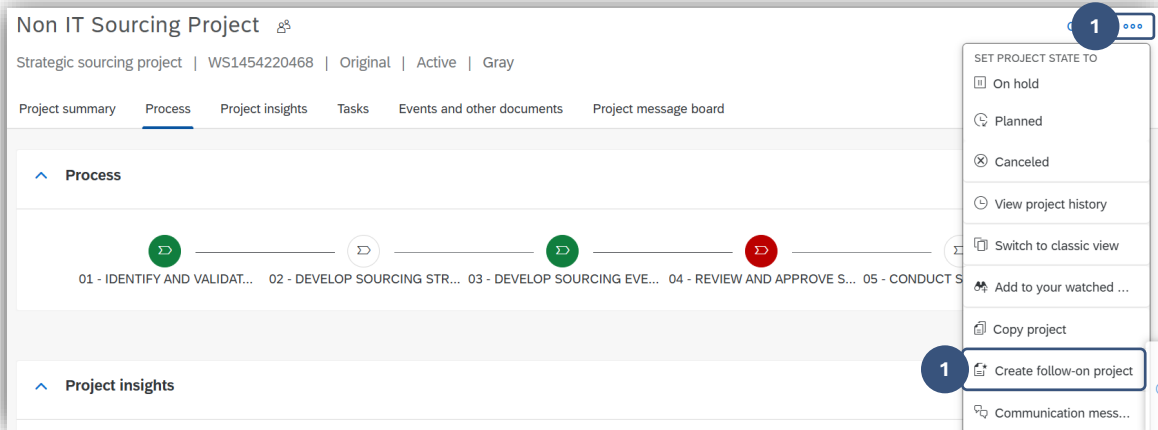 Non IT Sourcing Project
1
Strategic sourcing project | WS1454220468 | Original | Active | Gray
Project summary Process Project insights Tasks Events and other documents Project message board
Process
01 - IDENTIFY AND VALIDAT... 02 - DEVELOP SOURCING STR... 03 - DEVELOP SOURCING EVE... 04 - REVIEW AND APPROVE S... 05 - CONDUCT S
Project insights
SET PROJECT STATE TO
On hold
Planned
Canceled
View project history
Switch to classic view
Add to your watched ...
Copy project
1 Create follow-on project
Communication mess...